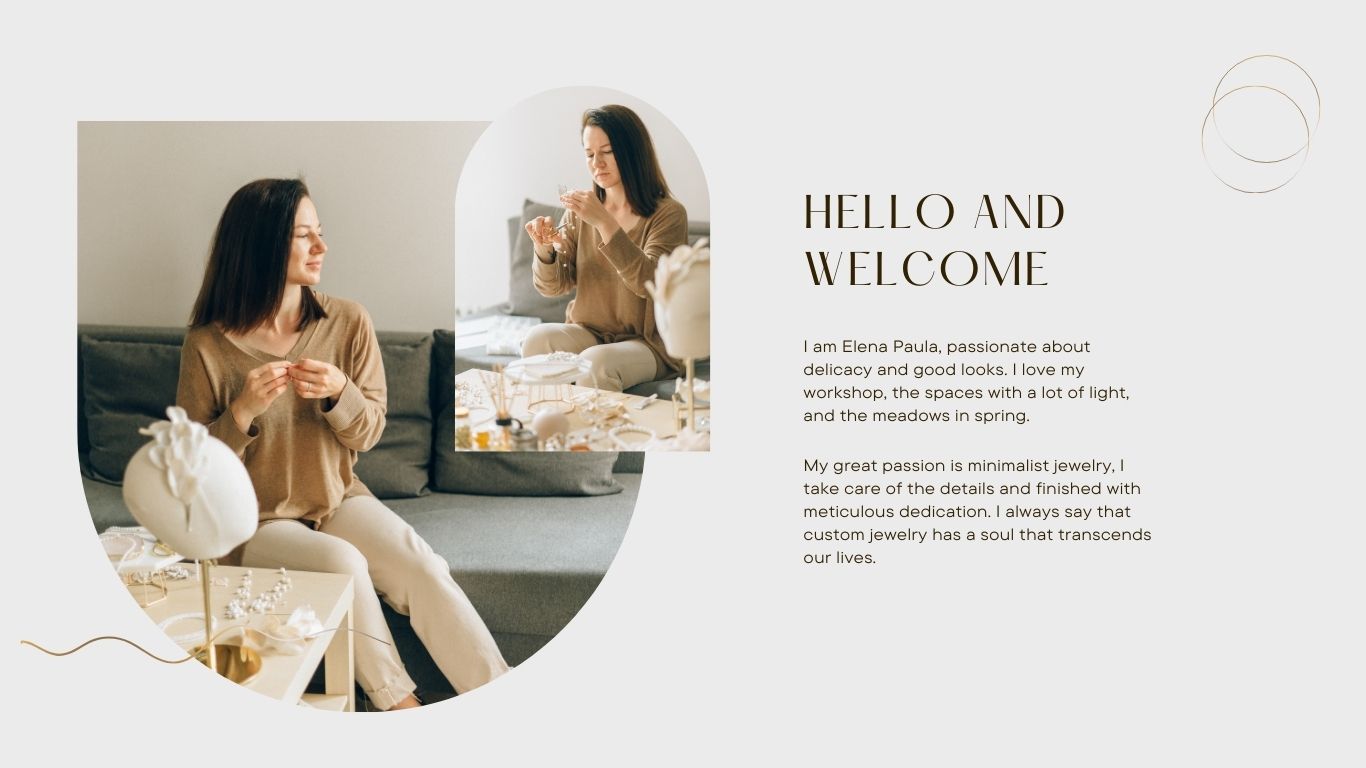 HELLO AND
WELCOME
I am Elena Paula, passionate about
delicacy and good looks. I love my
workshop, the spaces with a lot of light,
and the meadows in spring.
My great passion is minimalist jewelry, I
take care of the details and finished with
meticulous dedication. I always say that
custom jewelry has a soul that transcends
our lives.